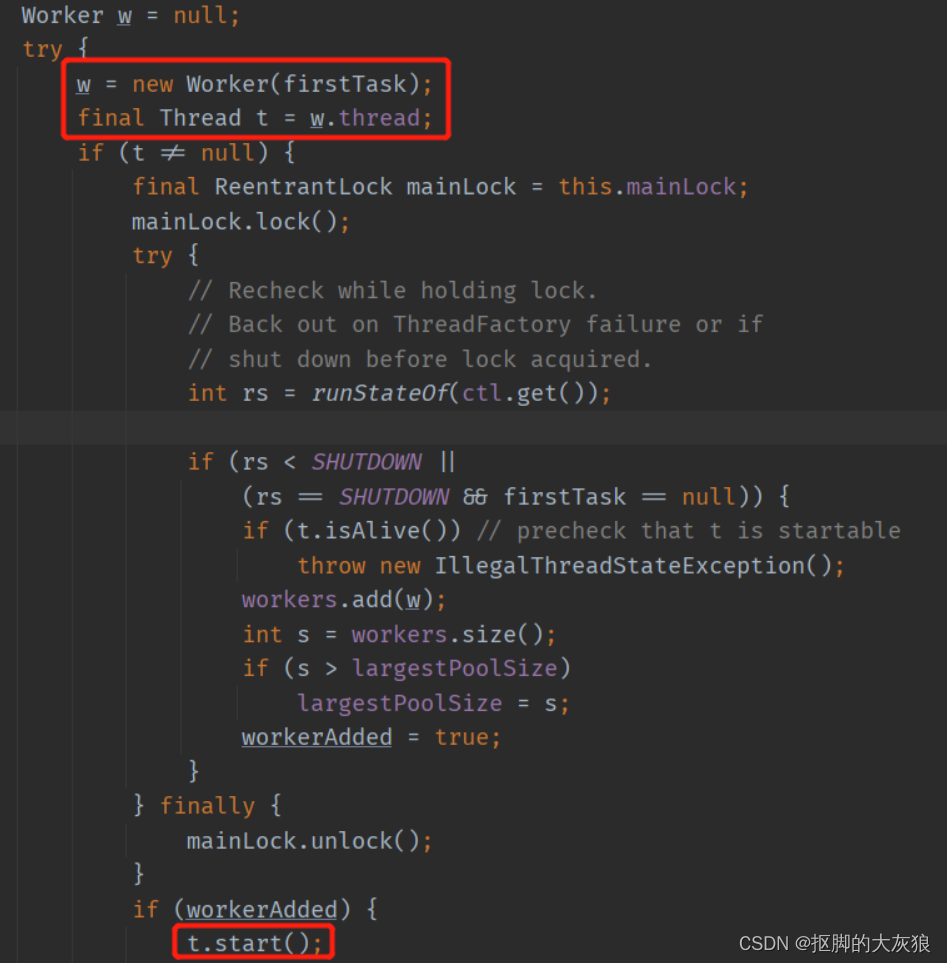 Worker w = null;
try {
w = new Worker(firstTask);
final Thread t = w.thread;
if (t ≠ null) {
final ReentrantLock mainLock = this.mainLock;
mainLock.lock();
try {
// Recheck while holding lock.
// Back out on ThreadFactory failure or if
// shut down before lock acquired.
int rs = runStateOf(ctl.get());
if (rs < SHUTDOWN ||
(rs == SHUTDOWN && firstTask == null)) {
if (t.isAlive()) // precheck that t is startable
throw new IllegalThreadStateException();
workers.add(w);
int s = workers.size();
if (s > largestPoolSize)
largestPoolSize = s;
workerAdded = true;
}
} finally {
mainLock.unlock();
}
if (workerAdded) {
t.start();
CSDN @抠脚的大灰狼